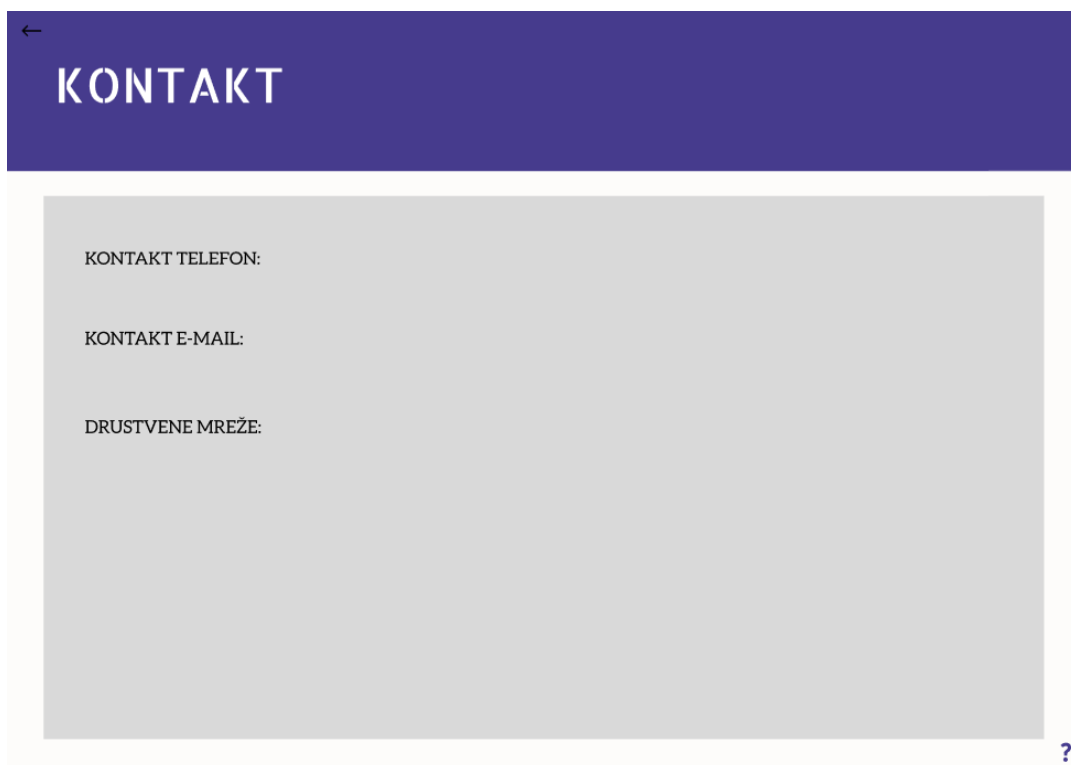 ←
KONTAKT
KONTAKT TELEFON:
KONTAKT E-MAIL:
DRUSTVENE MREŽE:
?